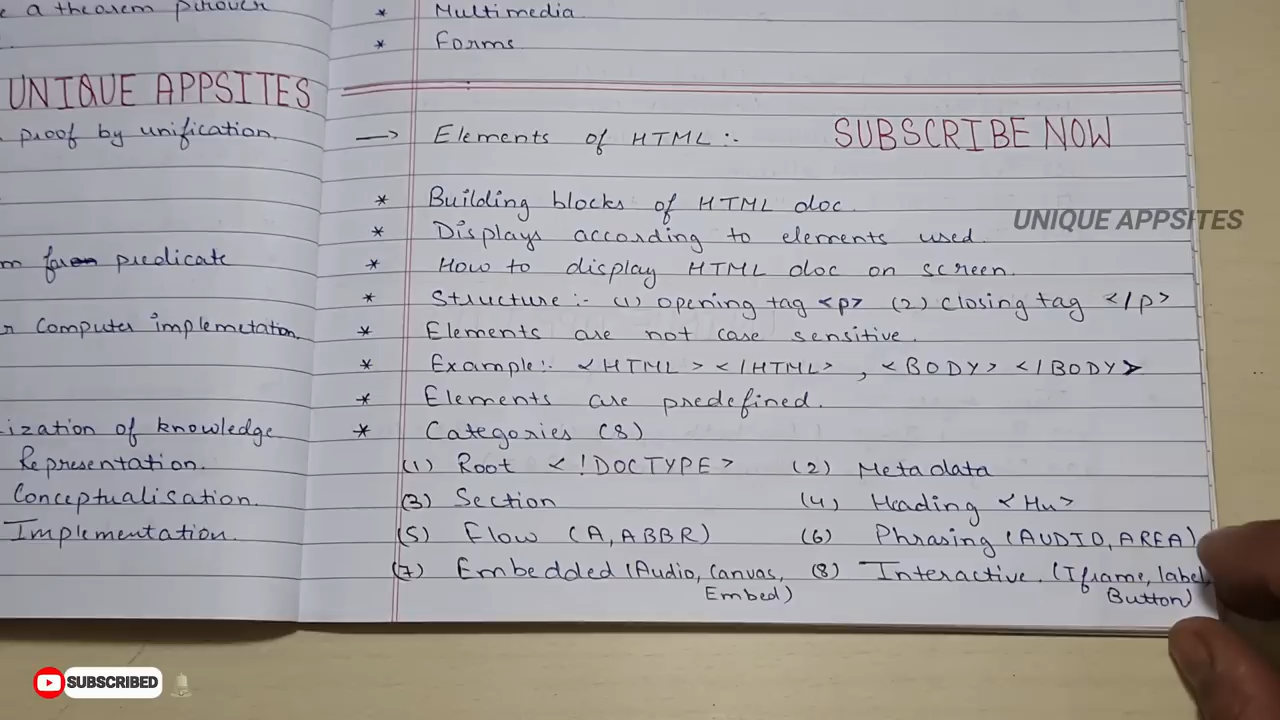 e a theorem
UNIQUE APPSITES
proof by unification.
predicate
Computer implemetation.
ization of knowledge
Representation.
Conceptualisation.
Implementation.
* Multimedia
* Forms
→ Elements of HTML :-
SUBSCRIBE NOW
* Building blocks of HTML doc.
UNIQUE APPSITES
* Displays according to elements used.
* How to display HTML doc on screen.
* Structure :- (1) opening tag <p> (2) closing tag </p>
* Elements are not case sensitive.
* Example :- <HTML> </HTML> , <BODY> </BODY>
* Elements are predefined.
* Categories (8)
(1) Root <!DOCTYPE> (2) Metadata
(3) Section (4) Heading <Hn>
(5) Flow (A, ABBR) (6) Phrasing (AUDIO, AREA)
(7) Embedded (Audio, Canvas, (8) Interactive. (Iframe, label,
Embed) Button)
SUBSCRIBED